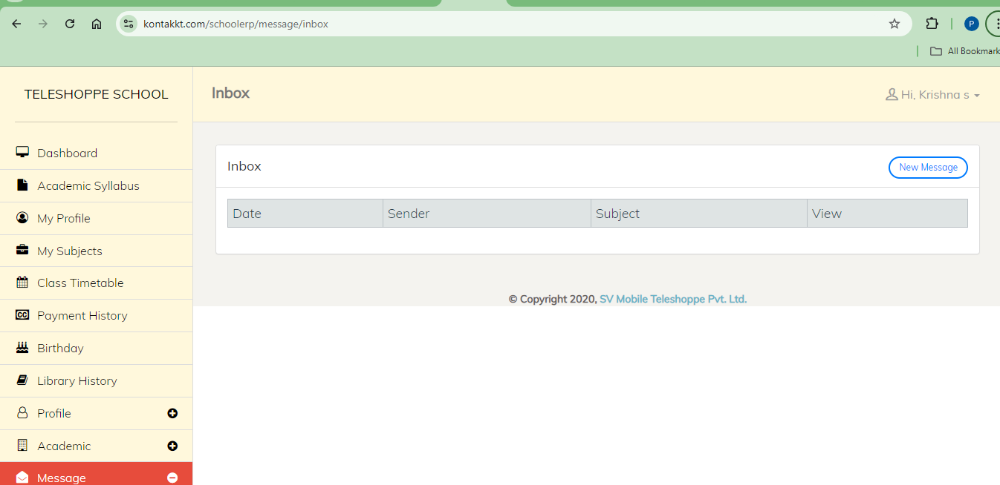 kontakkt.com/schoolerp/message/inbox
P
All Bookmark
TELESHOPPE SCHOOL
Inbox
Hi, Krishna s
Dashboard
Academic Syllabus
My Profile
My Subjects
Class Timetable
CC Payment History
Birthday
Library History
Profile
Academic
Message
Inbox
New Message
Date Sender Subject View
© Copyright 2020, SV Mobile Teleshoppe Pvt. Ltd.